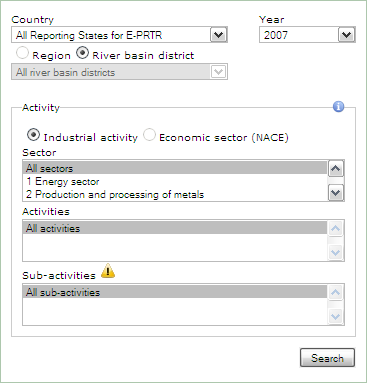 Country Year
All Reporting States for E-PRTR 2007
Region River basin district
All river basin districts
Activity
Industrial activity Economic sector (NACE)
Sector
All sectors
1 Energy sector
2 Production and processing of metals
Activities
All activities
Sub-activities
All sub-activities
Search